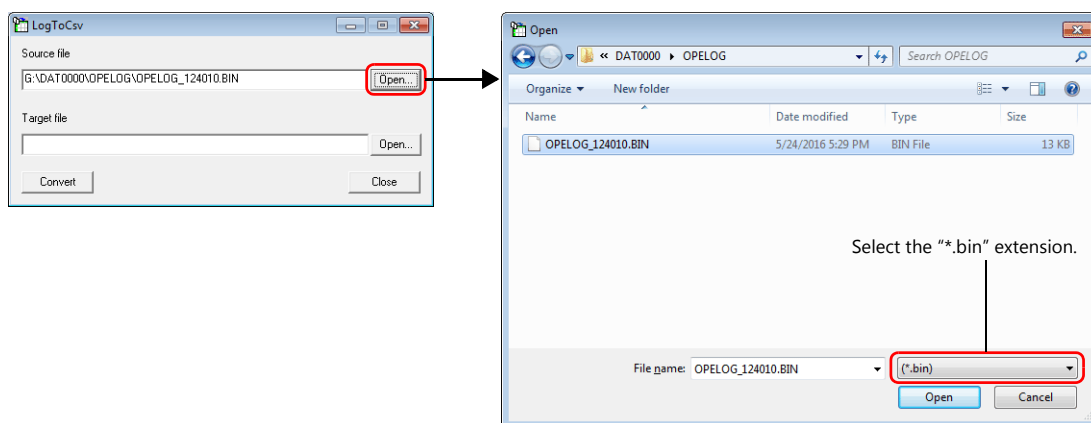 LogToCsv
Source file
G:\DAT0000\OPELOG\OPELOG_124010.BIN
Open...
Target file
Open...
Convert
Close
Open
« DAT0000 ▸ OPELOG
Search OPELOG
Organize
New folder
Name Date modified Type Size
OPELOG_124010.BIN 5/24/2016 5:29 PM BIN File 13 KB
Select the “*.bin” extension.
File name: OPELOG_124010.BIN (*.bin)
Open Cancel